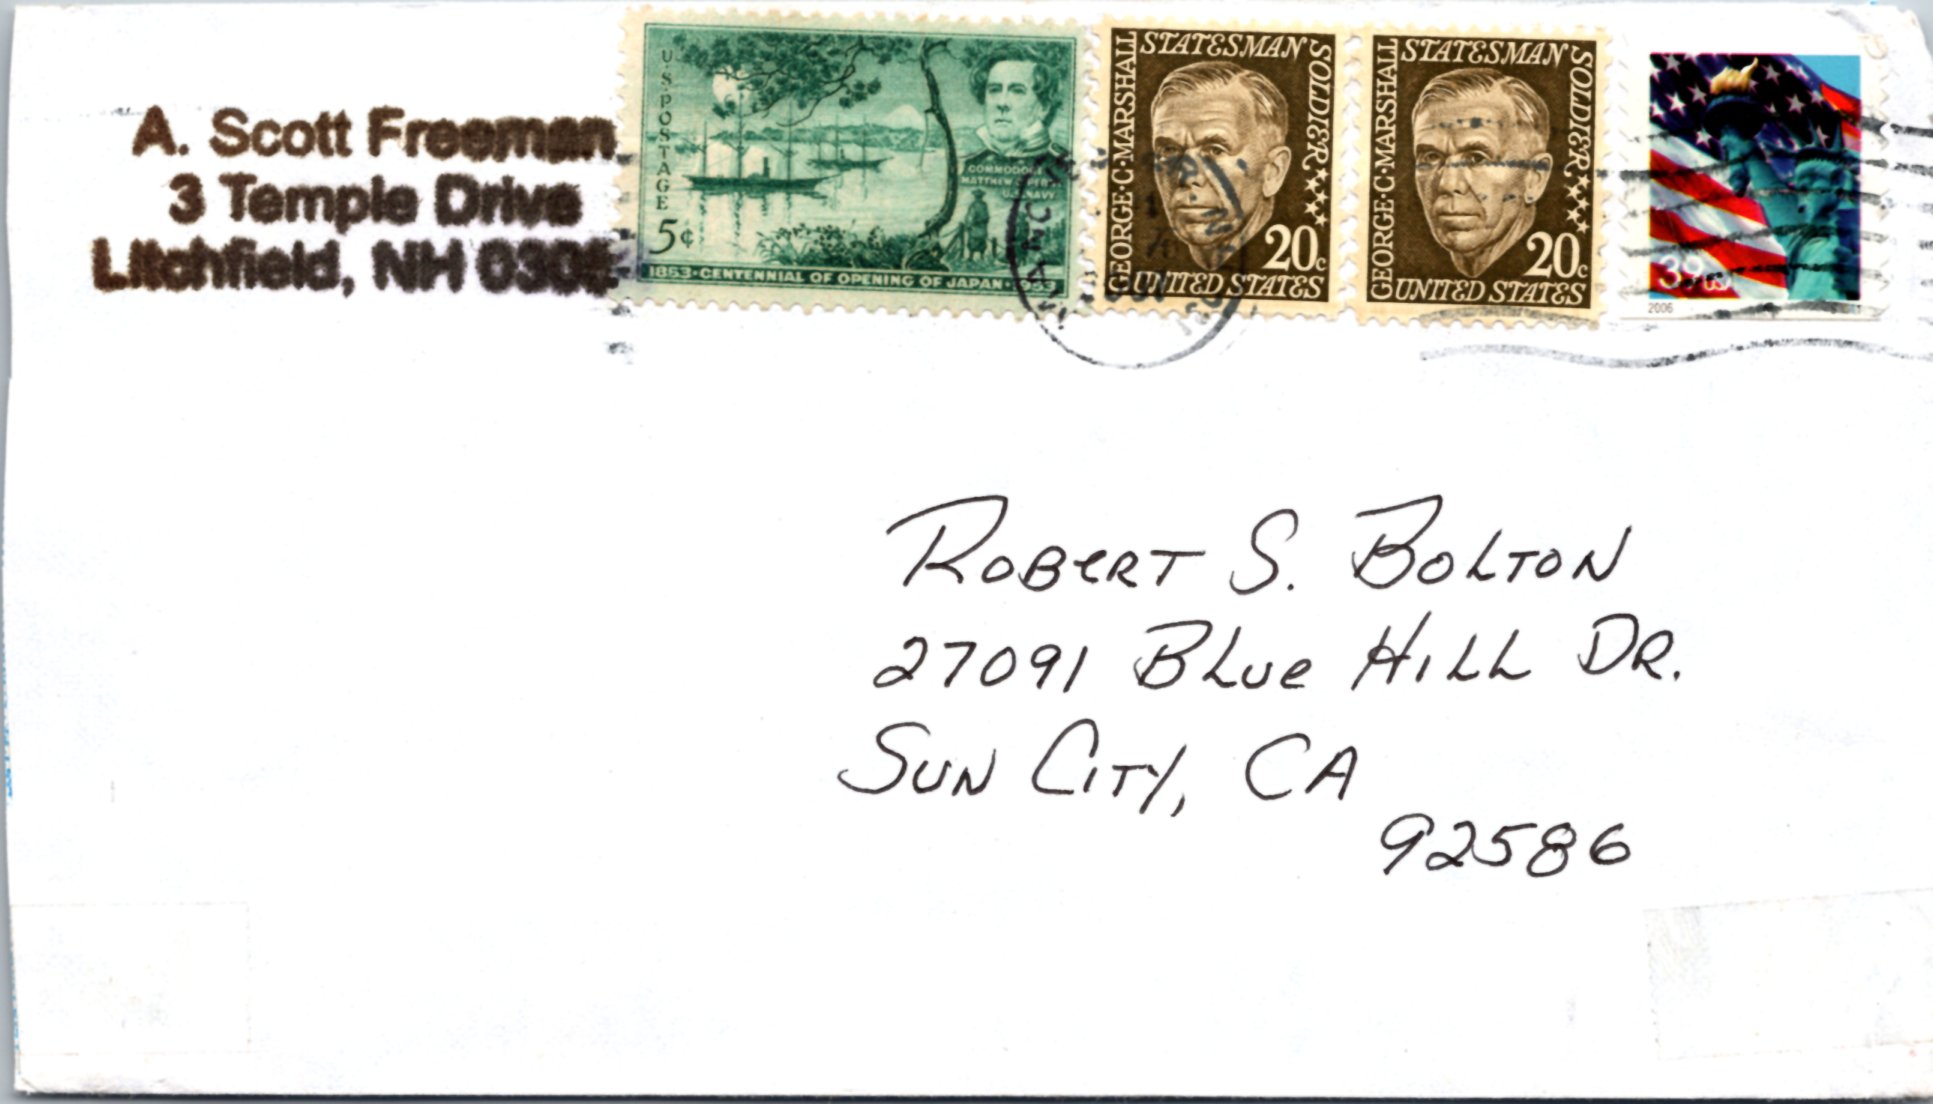 A. Scott Freeman
3 Temple Drive
Litchfield, NH
U.S. POSTAGE
COMMODORE
MATTHEW C. PERRY
U.S. NAVY
5¢
1853 · CENTENNIAL OF OPENING OF JAPAN · 1953
GEORGE · C · MARSHALL
STATESMAN
SOLDIER
20c
UNITED STATES
GEORGE · C · MARSHALL
STATESMAN
SOLDIER
20c
UNITED STATES
39 USA
2006
ROBERT S. BOLTON
27091 BLUE HILL DR.
SUN CITY, CA
92586